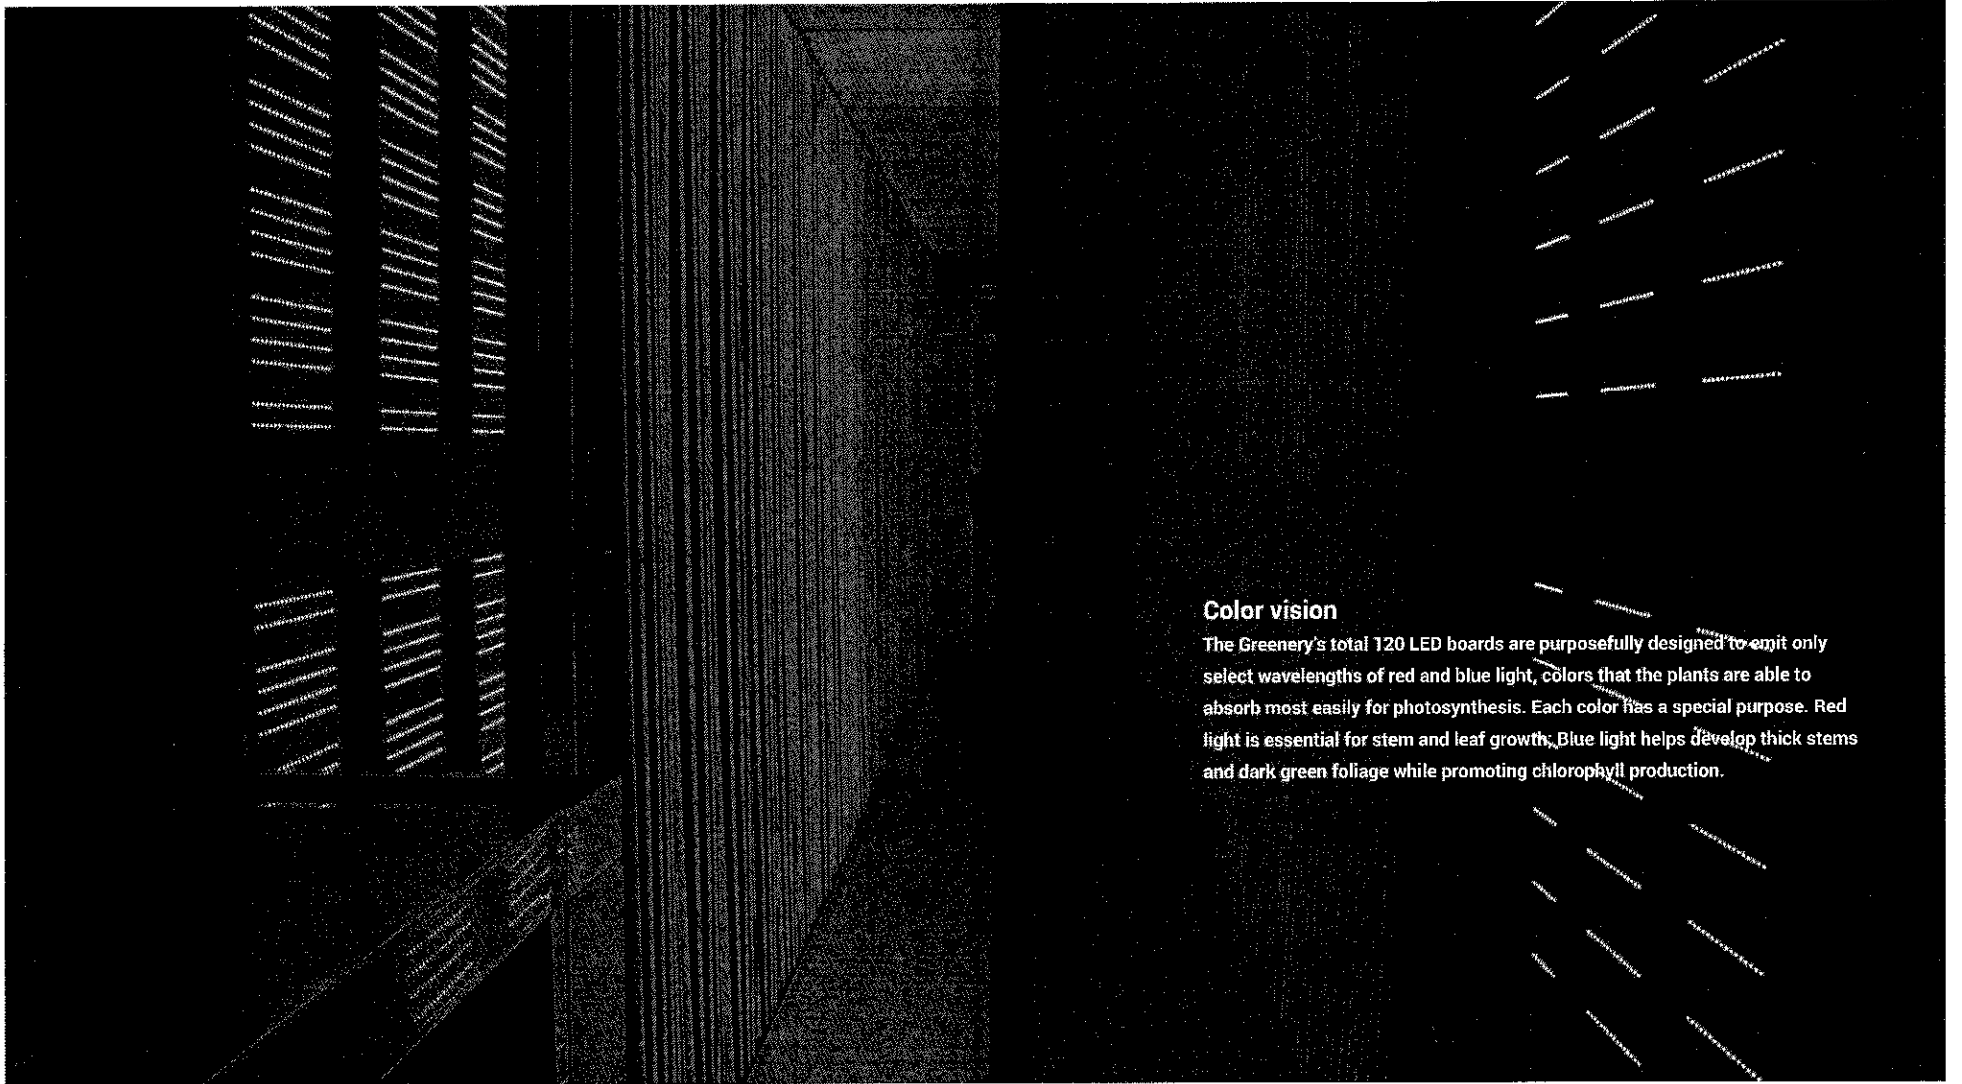 Color vision
The Greenery's total 120 LED boards are purposefully designed to emit only
select wavelengths of red and blue light, colors that the plants are able to
absorb most easily for photosynthesis. Each color has a special purpose. Red
light is essential for stem and leaf growth. Blue light helps develop thick stems
and dark green foliage while promoting chlorophyll production.